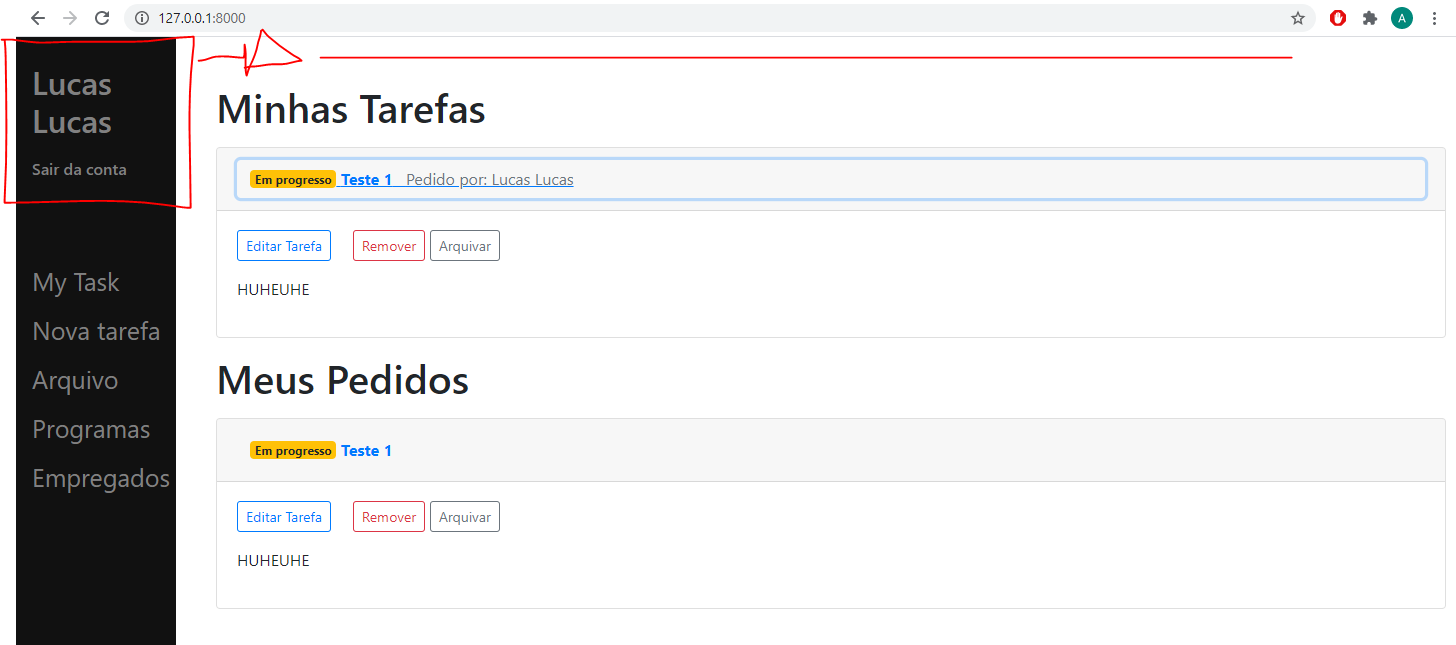 127.0.0.1:8000
A
Lucas
Lucas
Sair da conta
My Task
Nova tarefa
Arquivo
Programas
Empregados
Minhas Tarefas
Em progresso Teste 1 Pedido por: Lucas Lucas
Editar Tarefa Remover Arquivar
HUHEUHE
Meus Pedidos
Em progresso Teste 1
Editar Tarefa Remover Arquivar
HUHEUHE